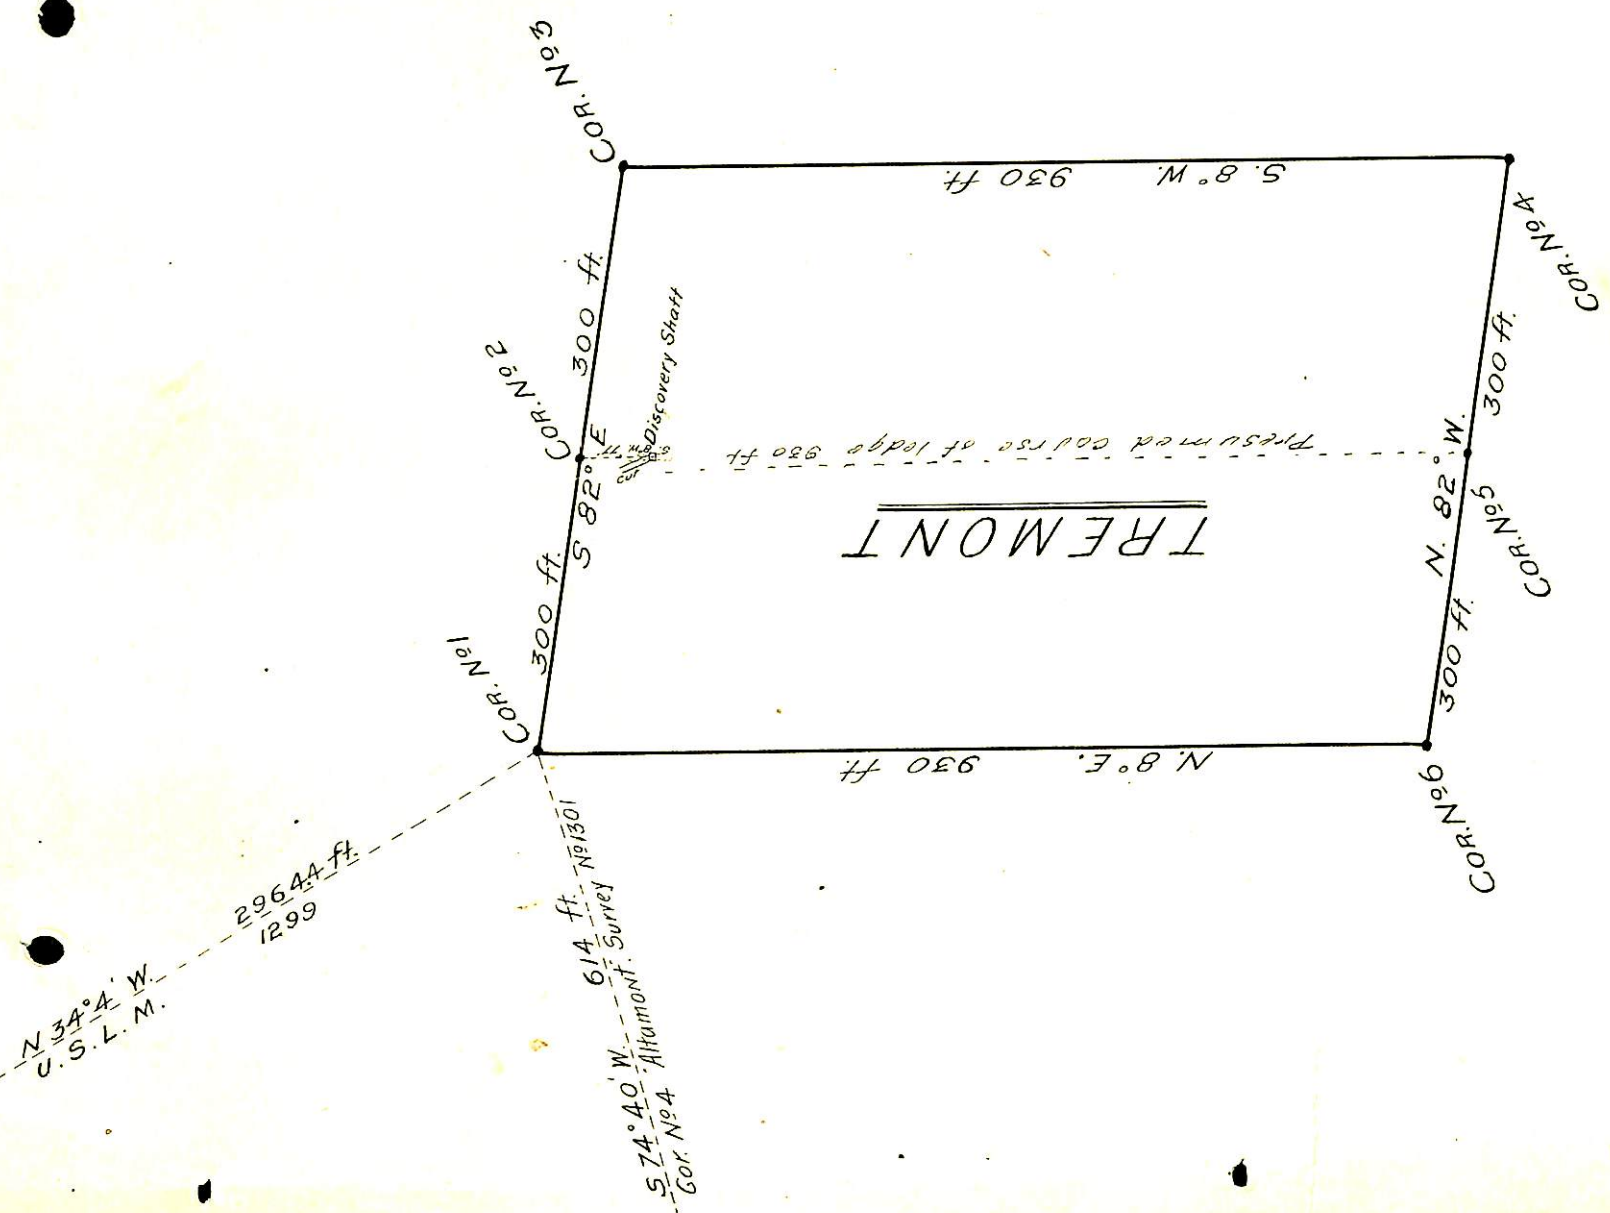 COR. Nº 3
S. 8° W. 930 ft.
COR. Nº 4
300 ft.
COR. Nº 2
S 82° E
Discovery Shaft
Cut
300 ft.
Presumed course of ledge 930 ft.
N. 82° W.
TREMONT
COR. Nº 5
300 ft.
300 ft.
COR. Nº 1
N. 8° E. 930 ft.
COR. Nº 6
N 34° 4' W. 2964.4 ft.
U. S. L. M. 1299
S 74° 40' W. 614 ft.
Cor. Nº 4 Altamont. Survey Nº 1301